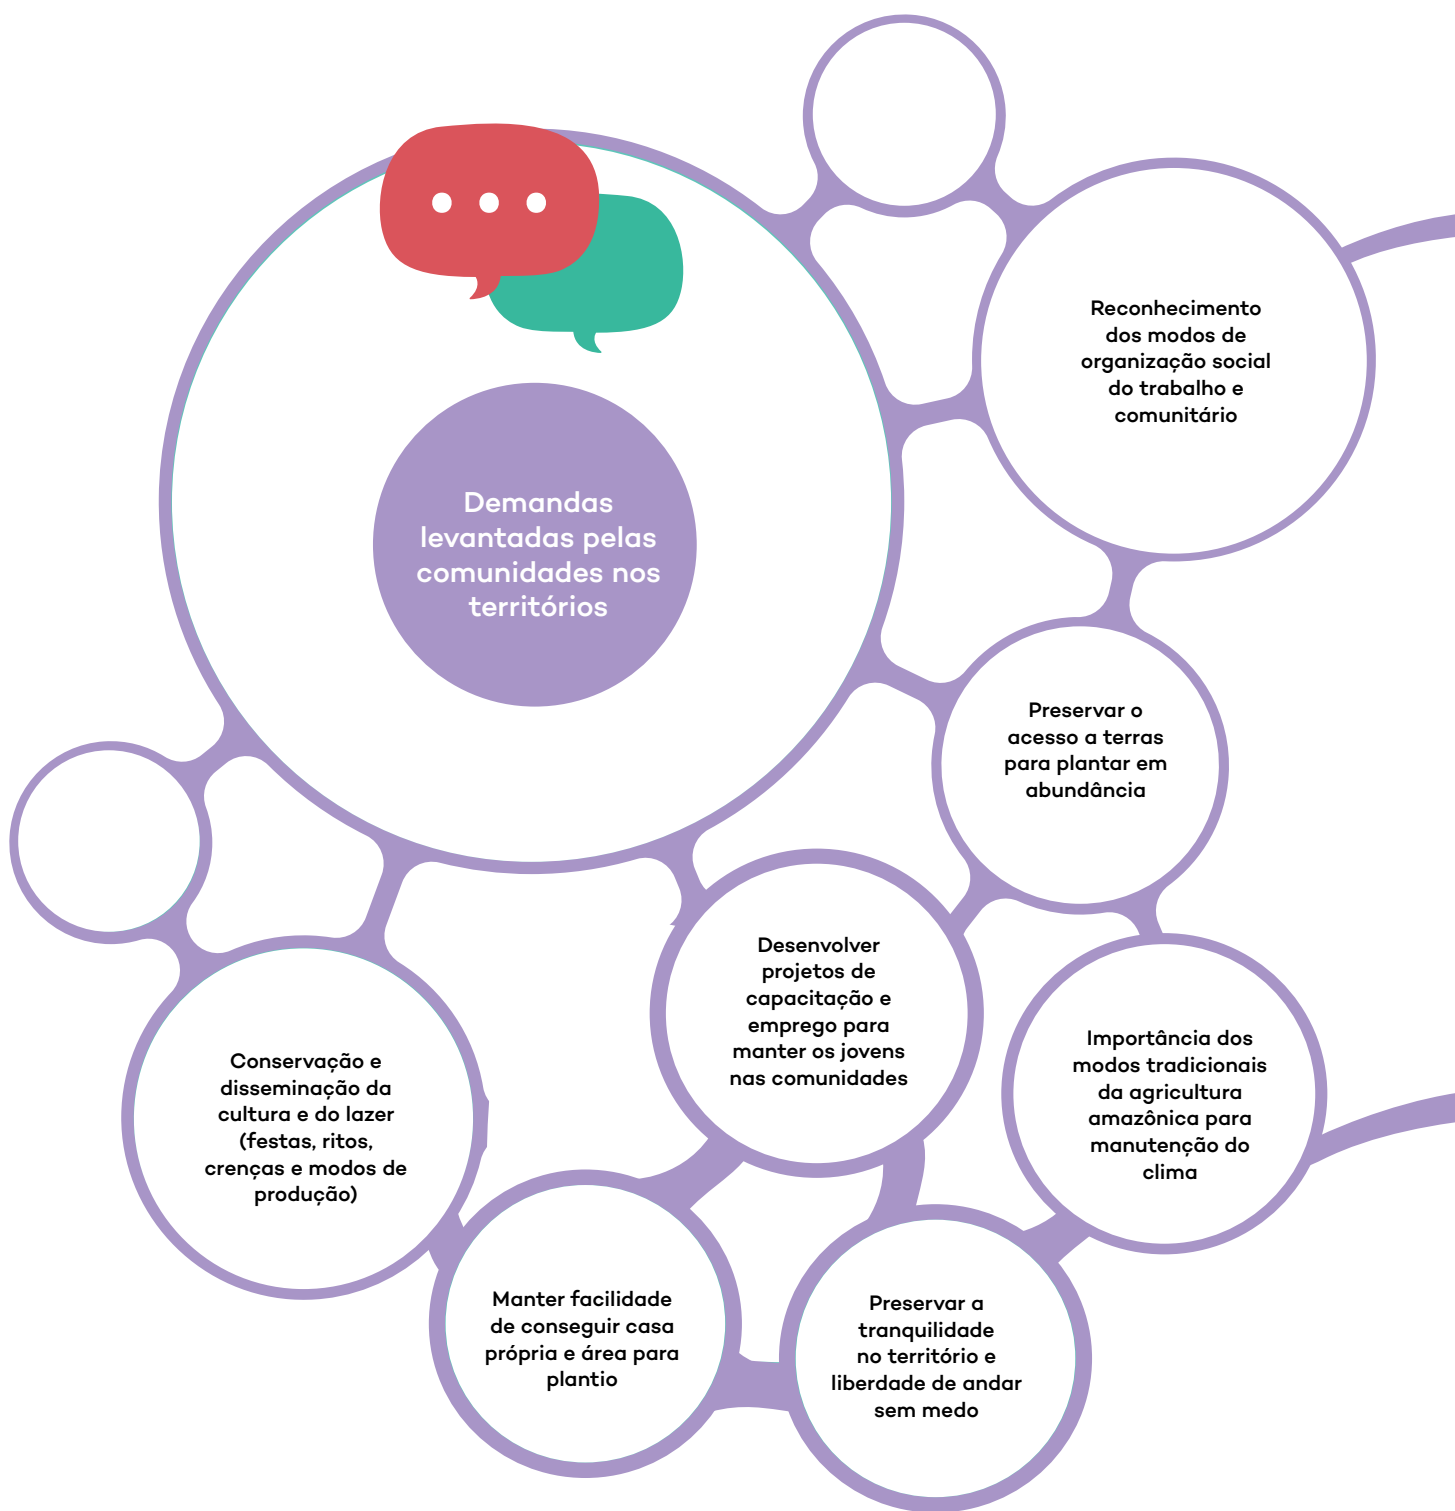 Demandas
levantadas pelas
comunidades nos
territórios
Reconhecimento
dos modos de
organização social
do trabalho e
comunitário
Preservar o
acesso a terras
para plantar em
abundância
Desenvolver
projetos de
capacitação e
emprego para
manter os jovens
nas comunidades
Importância dos
modos tradicionais
da agricultura
amazônica para
manutenção do
clima
Conservação e
disseminação da
cultura e do lazer
(festas, ritos,
crenças e modos de
produção)
Manter facilidade
de conseguir casa
própria e área para
plantio
Preservar a
tranquilidade
no território e
liberdade de andar
sem medo